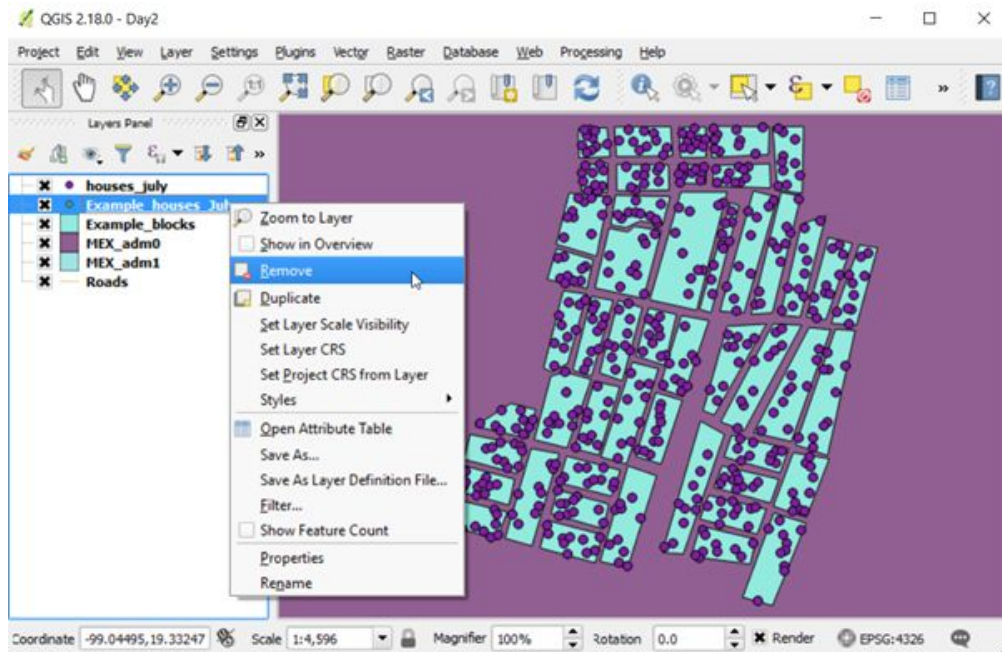 QGIS 2.18.0 - Day2
Project Edit View Layer Settings Plugins Vector Raster Database Web Processing Help
Layers Panel
houses_july
Example_houses_July
Example_blocks
MEX_adm0
MEX_adm1
Roads
Zoom to Layer
Show in Overview
Remove
Duplicate
Set Layer Scale Visibility
Set Layer CRS
Set Project CRS from Layer
Styles
Open Attribute Table
Save As...
Save As Layer Definition File...
Filter...
Show Feature Count
Properties
Rename
Coordinate -99.04495,19.33247 Scale 1:4,596 Magnifier 100% Rotation 0.0 Render EPSG:4326